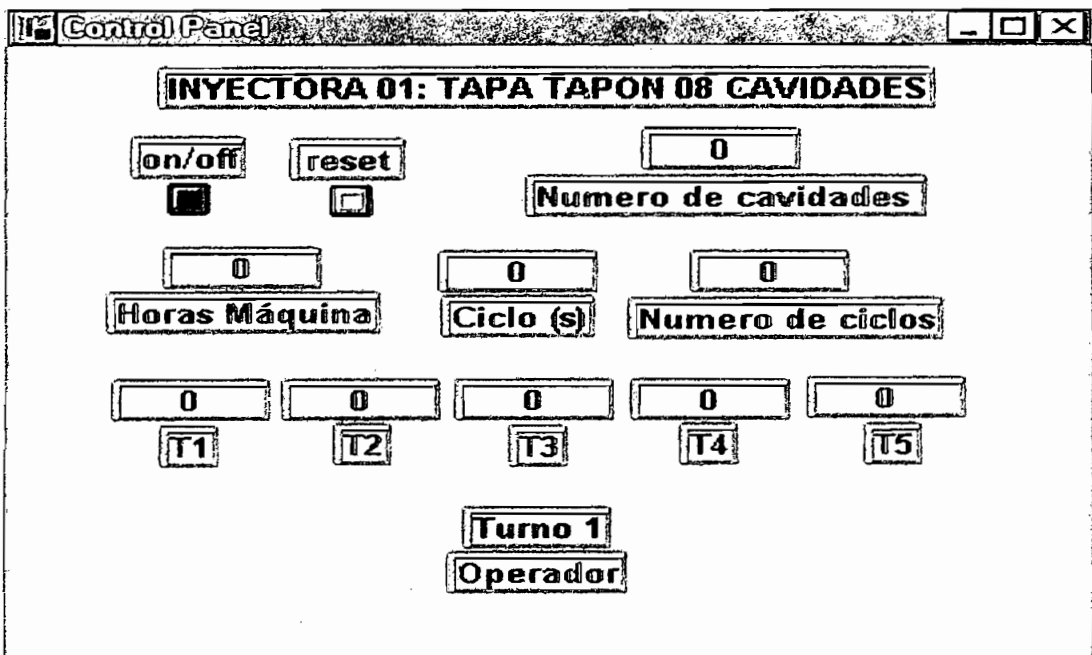 Control Panel
INYECTORA 01: TAPA TAPON 08 CAVIDADES
on/off reset 0
Numero de cavidades
0 0 0
Horas Máquina Ciclo (s) Numero de ciclos
0 0 0 0 0
T1 T2 T3 T4 T5
Turno 1
Operador